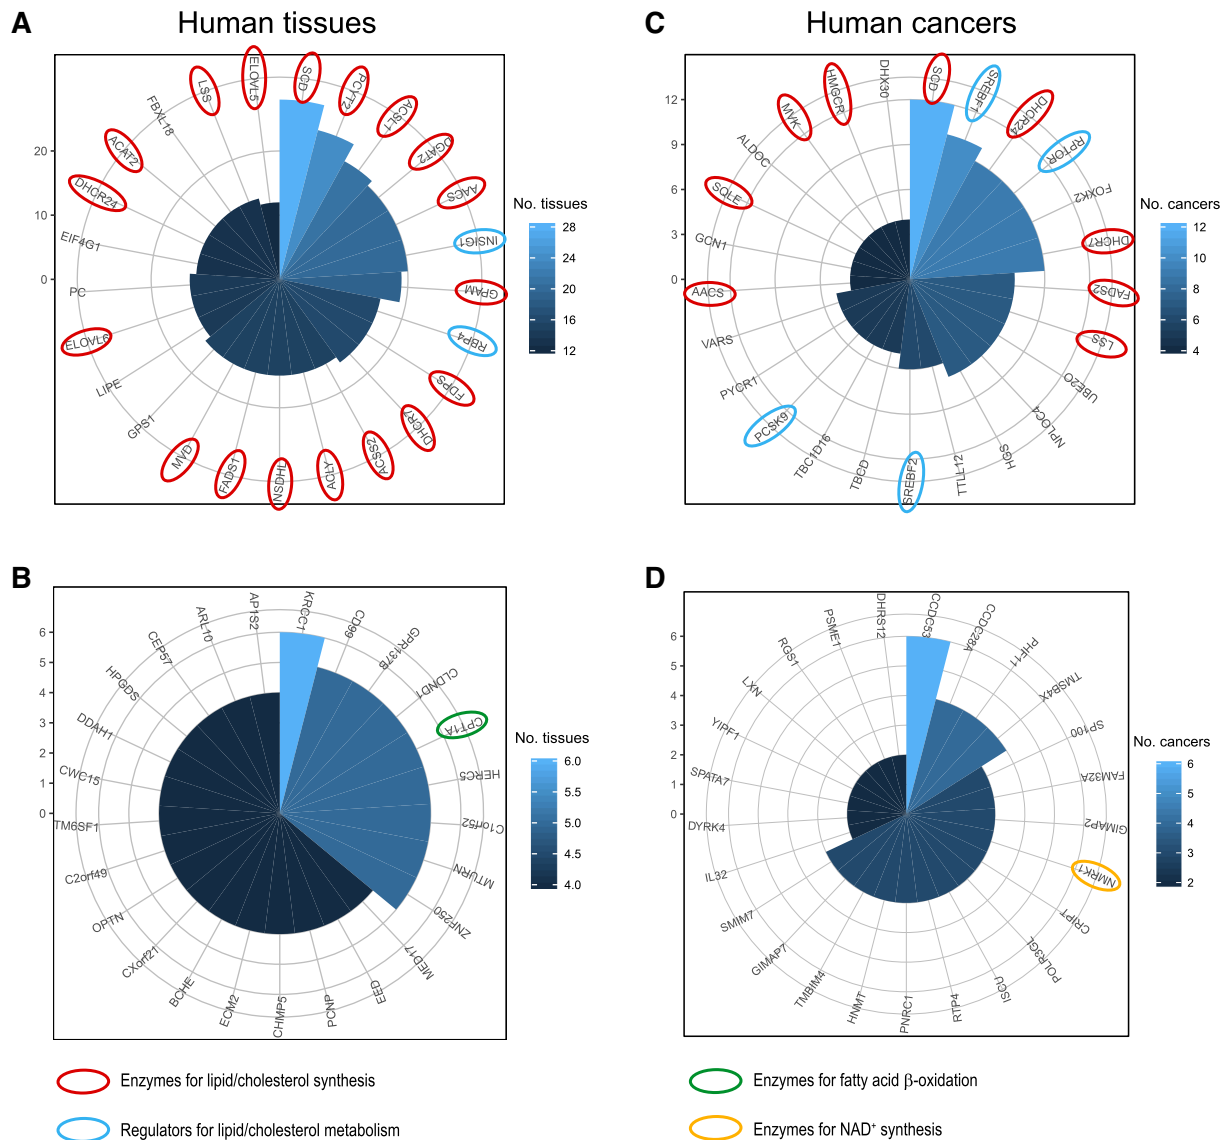 A
Human tissues
SCD
PCYT2
ACSL1
DGAT2
AACS
INSIG1
GPAM
RBP4
FDPS
DHCR7
ACSS2
ACLY
NSDHL
FADS1
MVD
GPS1
LIPE
ELOVL6
PC
EIF4G1
DHCR24
ACAT2
FBXL18
LSS
ELOVL5
20
10
0
No. tissues
28
24
20
16
12
C
Human cancers
SCD
SREBF1
DHCR24
RPTOR
FOXK2
DHCR7
FADS2
LSS
UBE2O
NPLOC4
HGS
TTLL12
SREBF2
TBCD
TBC1D16
PCSK9
PYCR1
VARS
AACS
GCN1
SQLE
ALDOC
MVK
HMGCR
DHX30
12
9
6
3
0
No. cancers
12
10
8
6
4
B
KRCC1
CD99
GPR137B
CLDND1
CPT1A
HERC5
C1orf52
MTURN
ZNF250
MED17
EED
PCNP
CHMP5
ECM2
BCHE
CXorf21
OPTN
C2orf49
TM6SF1
CWC15
DDAH1
HPGDS
CEP57
ARL10
AP1S2
6
5
4
3
2
1
0
No. tissues
6.0
5.5
5.0
4.5
4.0
D
CCDC53
CCDC28A
PHF11
TMSB4X
SP100
FAM32A
GIMAP2
NMRK1
CRIPT
POLR3GL
ISCU
RTP4
PNRC1
HNMT
TMBIM4
GIMAP7
SMIM7
IL32
DYRK4
SPATA7
YIPF1
LXN
RGS1
PSME1
DHRS12
6
5
4
3
2
1
0
No. cancers
6
5
4
3
2
Enzymes for lipid/cholesterol synthesis
Regulators for lipid/cholesterol metabolism
Enzymes for fatty acid β-oxidation
Enzymes for NAD⁺ synthesis